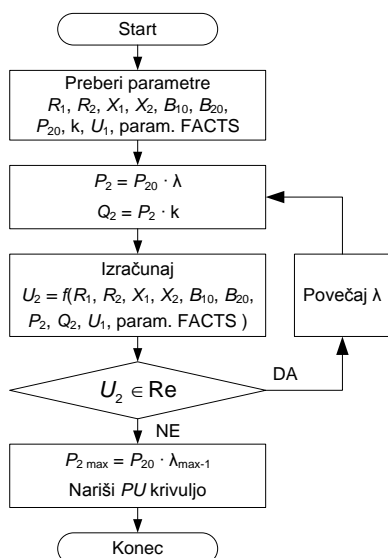 Start
Preberi parametre
R₁, R₂, X₁, X₂, B₁₀, B₂₀,
P₂₀, k, U₁, param. FACTS
P₂ = P₂₀ · λ
Q₂ = P₂ · k
Izračunaj
U₂ = f(R₁, R₂, X₁, X₂, B₁₀, B₂₀,
P₂, Q₂, U₁, param. FACTS )
Povečaj λ
U₂ ∈ Re
DA
NE
P₂ max = P₂₀ · λmax-1
Nariši PU krivuljo
Konec